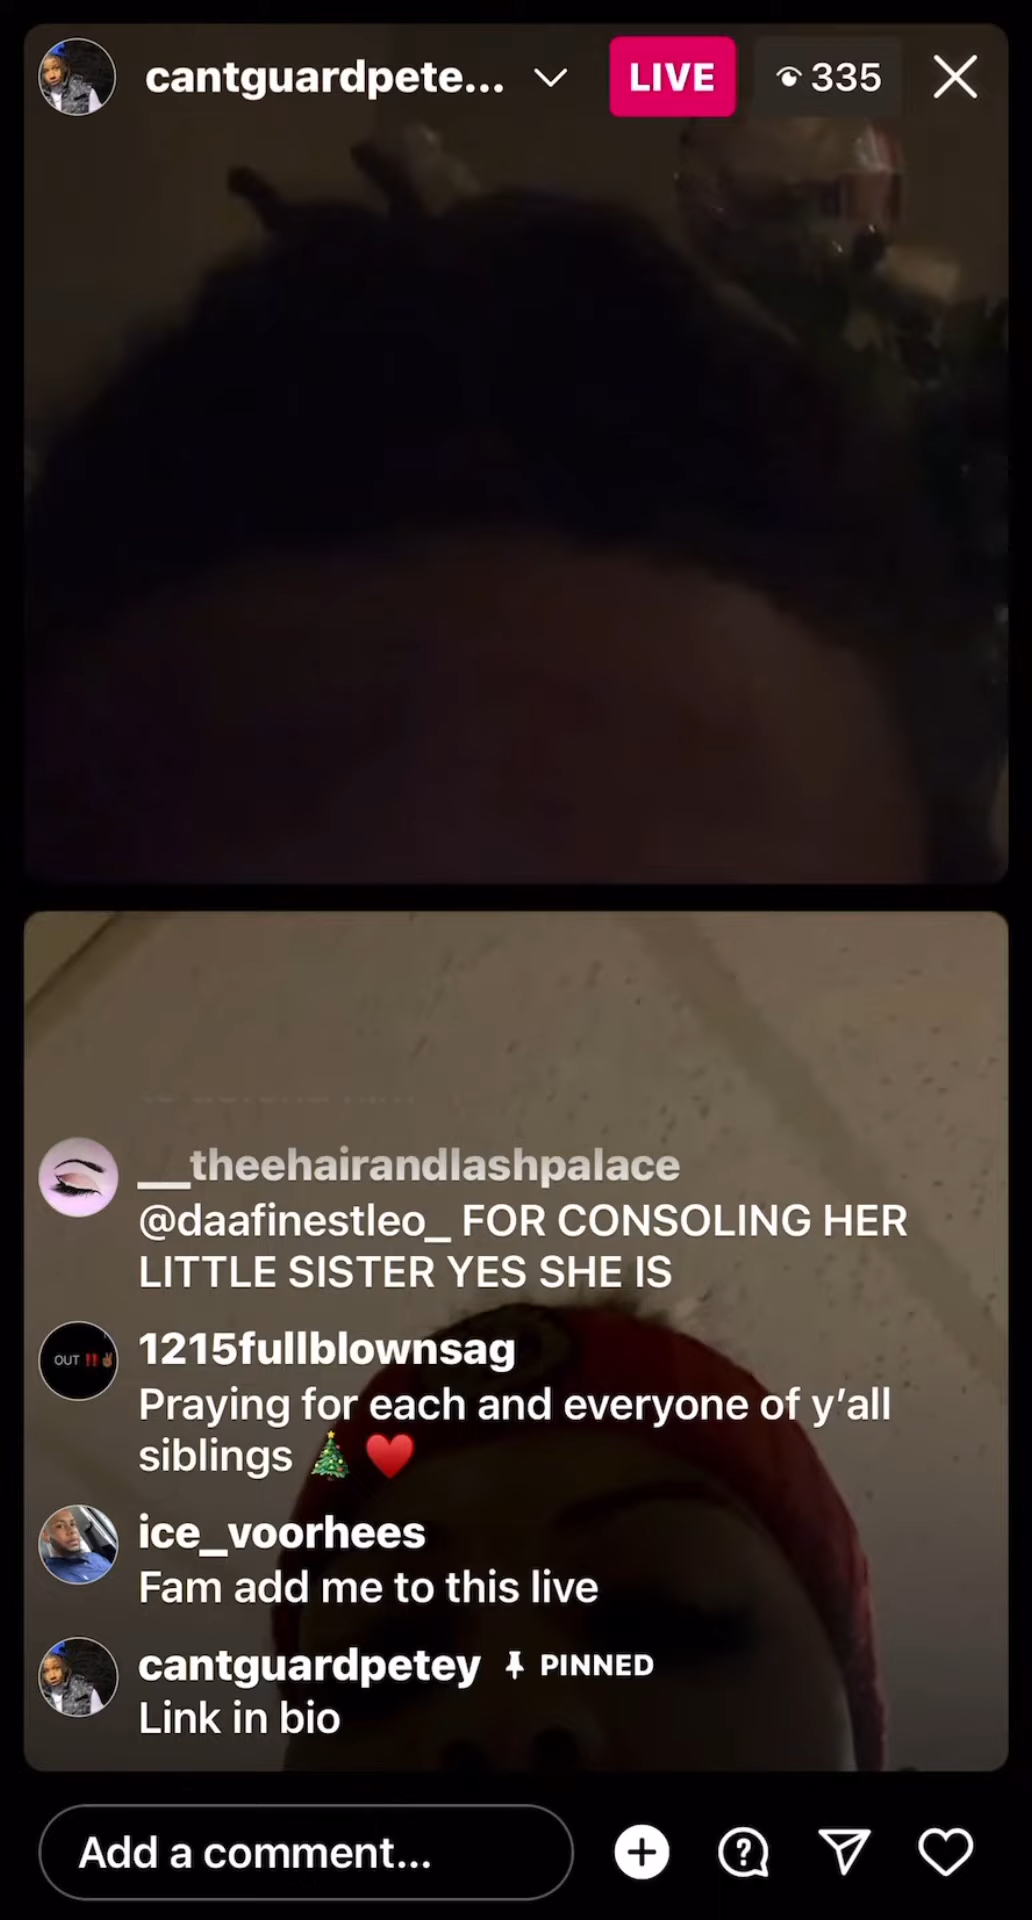 cantguardpete... LIVE 335
__theehairandlashpalace
@daafinestleo_ FOR CONSOLING HER
LITTLE SISTER YES SHE IS
OUT ‼️✌🏾
1215fullblownsag
Praying for each and everyone of y’all
siblings 🎄 ❤️
ice_voorhees
Fam add me to this live
cantguardpetey PINNED
Link in bio
Add a comment...